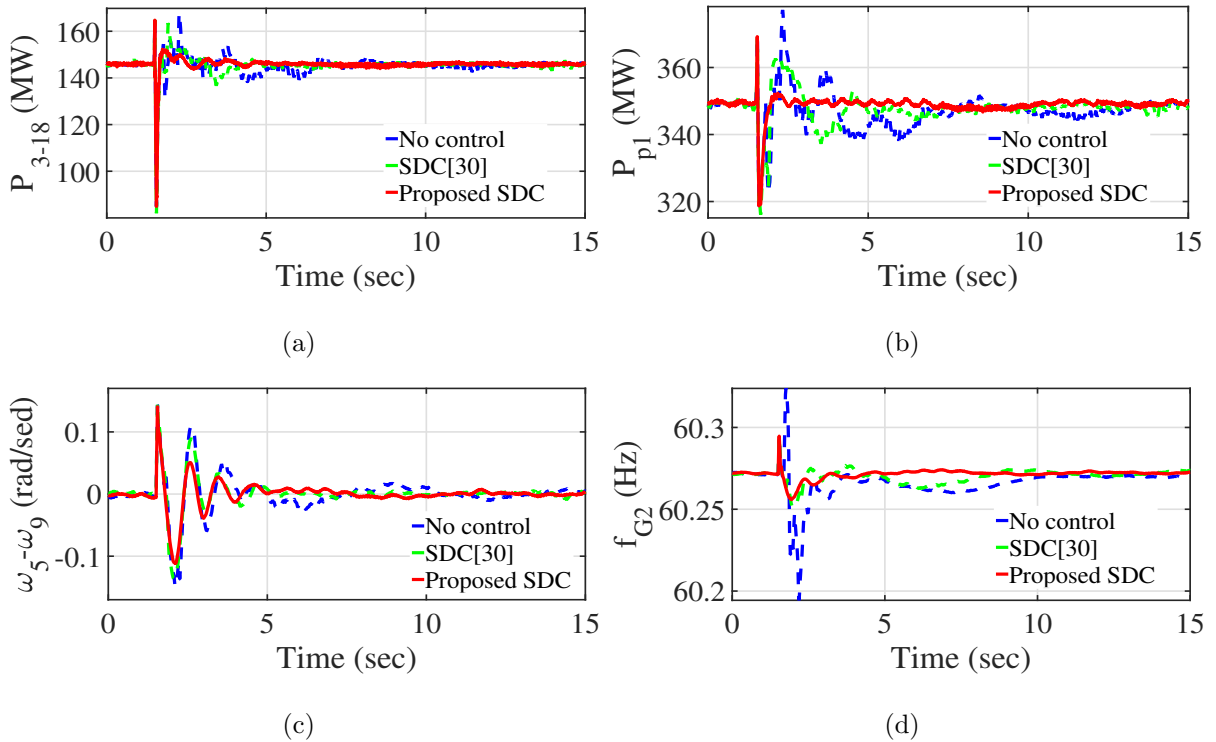 P3-18 (MW)
160
140
120
100
No control
SDC[30]
Proposed SDC
0
5
10
15
Time (sec)
(a)
Pp1 (MW)
360
340
320
No control
SDC[30]
Proposed SDC
0
5
10
15
Time (sec)
(b)
ω5-ω9 (rad/sed)
0.1
0
-0.1
No control
SDC[30]
Proposed SDC
0
5
10
15
Time (sec)
(c)
fG2 (Hz)
60.3
60.25
60.2
No control
SDC[30]
Proposed SDC
0
5
10
15
Time (sec)
(d)